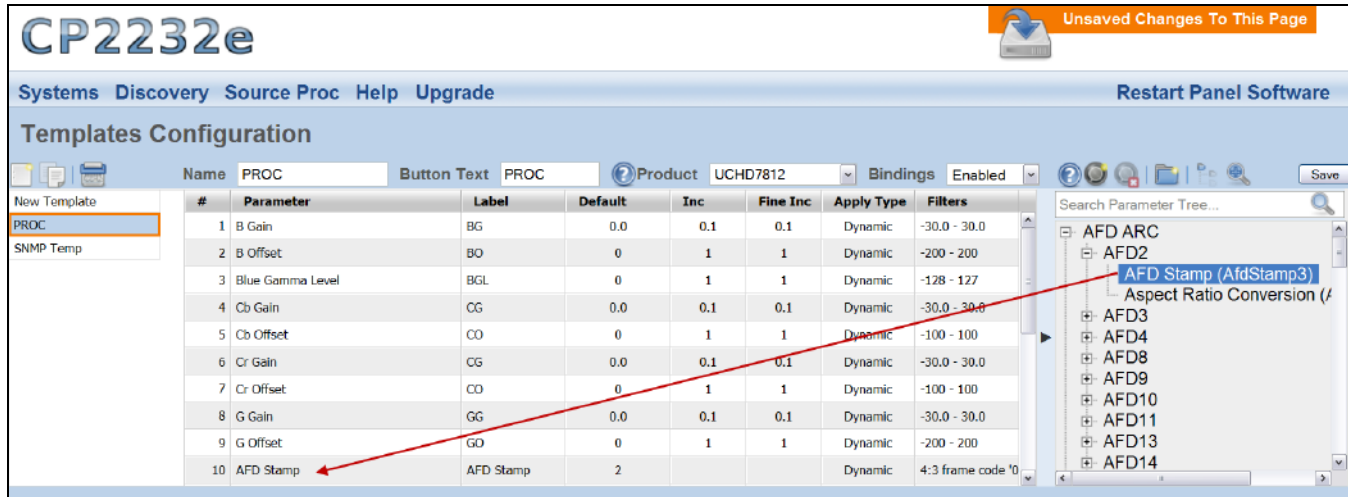 CP2232e
Unsaved Changes To This Page
Systems Discovery Source Proc Help Upgrade
Restart Panel Software
Templates Configuration
Name PROC Button Text PROC Product UCHD7812 Bindings Enabled Save
New Template
PROC
SNMP Temp
# Parameter Label Default Inc Fine Inc Apply Type Filters
1 B Gain BG 0.0 0.1 0.1 Dynamic -30.0 - 30.0
2 B Offset BO 0 1 1 Dynamic -200 - 200
3 Blue Gamma Level BGL 0 1 1 Dynamic -128 - 127
4 Cb Gain CG 0.0 0.1 0.1 Dynamic -30.0 - 30.0
5 Cb Offset CO 0 1 1 Dynamic -100 - 100
6 Cr Gain CG 0.0 0.1 0.1 Dynamic -30.0 - 30.0
7 Cr Offset CO 0 1 1 Dynamic -100 - 100
8 G Gain GG 0.0 0.1 0.1 Dynamic -30.0 - 30.0
9 G Offset GO 0 1 1 Dynamic -200 - 200
10 AFD Stamp AFD Stamp 2 Dynamic 4:3 frame code '0
Search Parameter Tree...
AFD ARC
AFD2
AFD Stamp (AfdStamp3)
Aspect Ratio Conversion (A
AFD3
AFD4
AFD8
AFD9
AFD10
AFD11
AFD13
AFD14